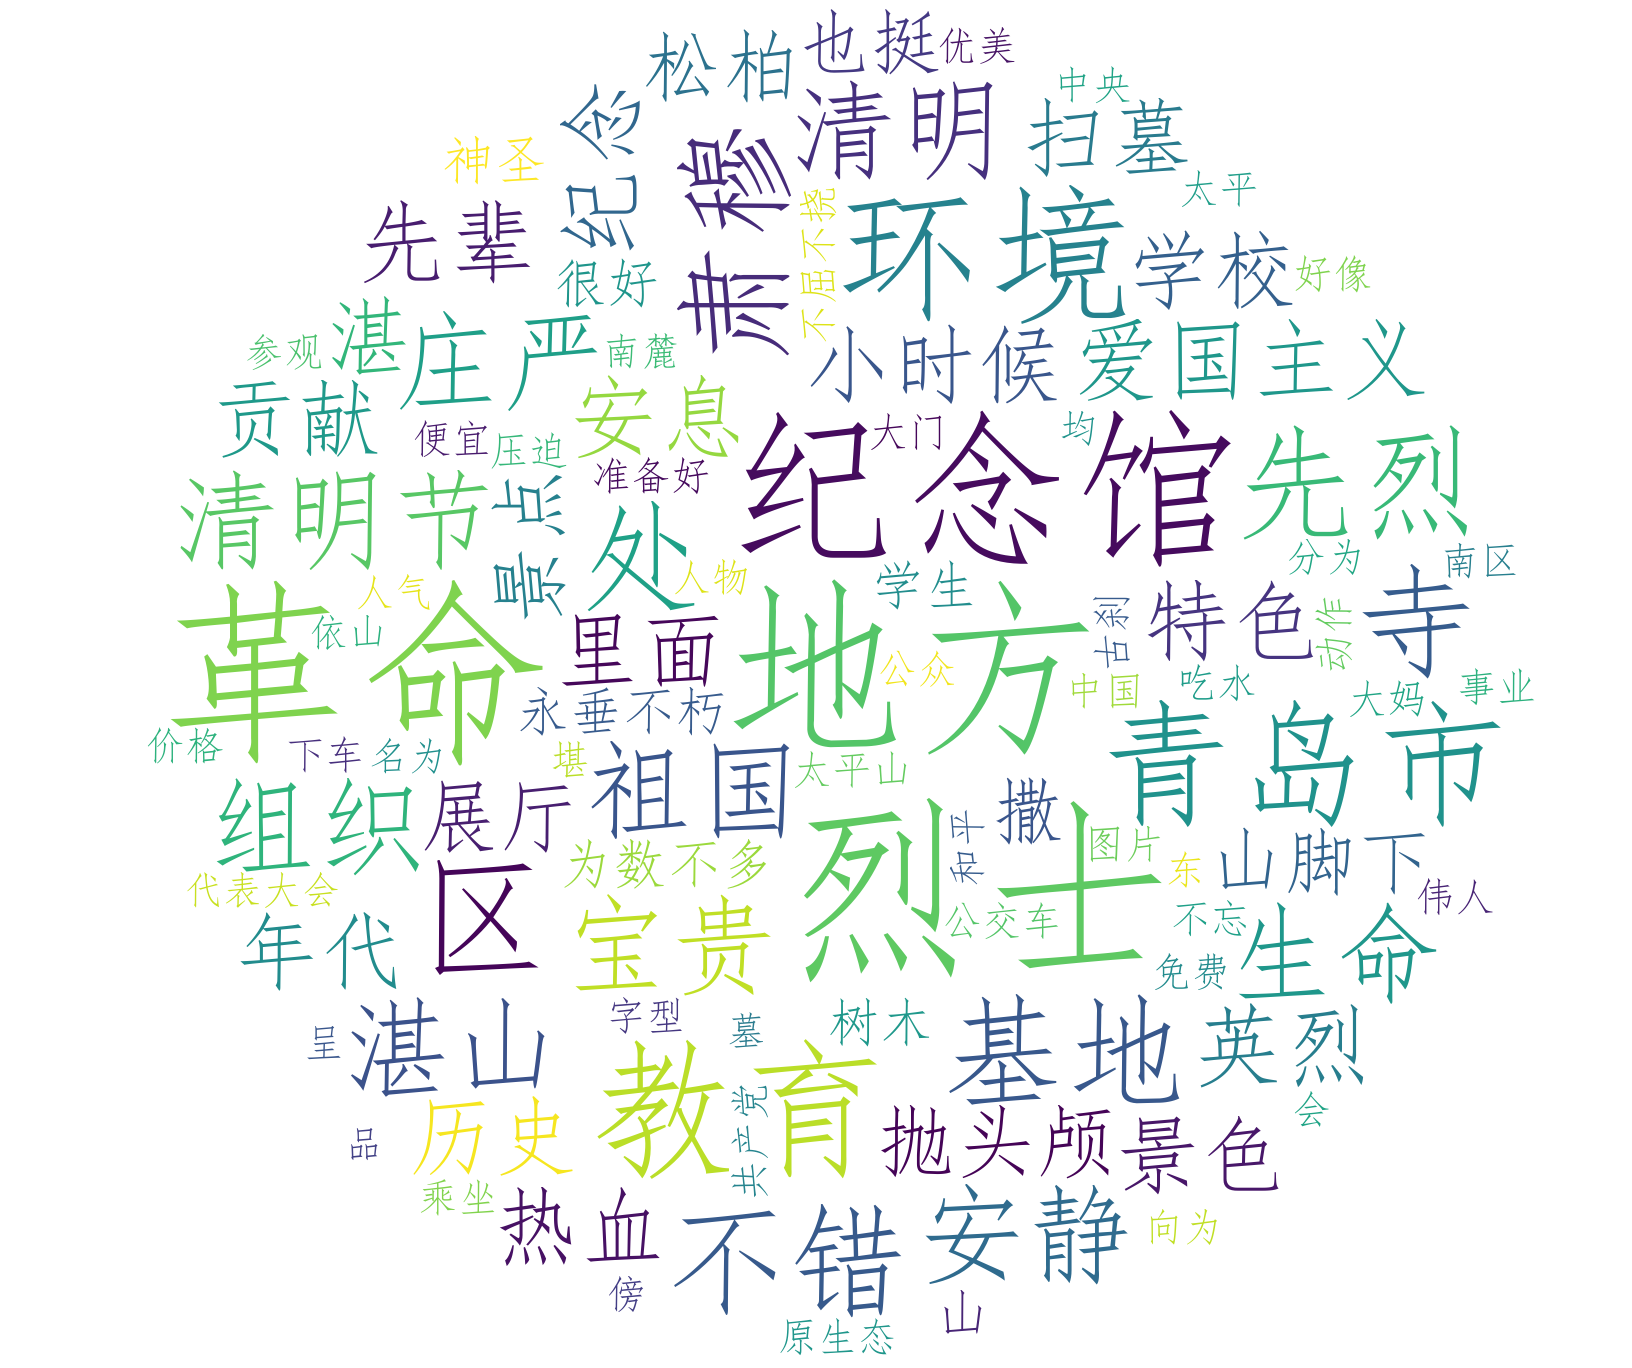 也挺
优美
松柏
中央
清明
扫墓
纪念
肃穆
神圣
太平
不屈不挠
环境
先辈
学校
很好
好像
湛
庄严
参观
南麓
小时候
爱国主义
贡献
安息
便宜
大门
均
压迫
准备好
纪念馆
先烈
清明节
景点
处
分为
南区
人气
人物
学生
革命
依山
里面
地方
古刹
特色
动作
寺
公众
中国
吃水
大妈
事业
永垂不朽
价格
下车
名为
堪
太平山
青岛市
祖国
组织
展厅
撒
和平
图片
烈士
东
山脚下
代表大会
为数不多
区
宝贵
公交车
不忘
伟人
年代
免费
生命
呈
湛山
字型
墓
树木
基地
英烈
教育
共产党
会
品
历史
抛头颅
景色
乘坐
热血
不错
安静
向为
傍
山
原生态